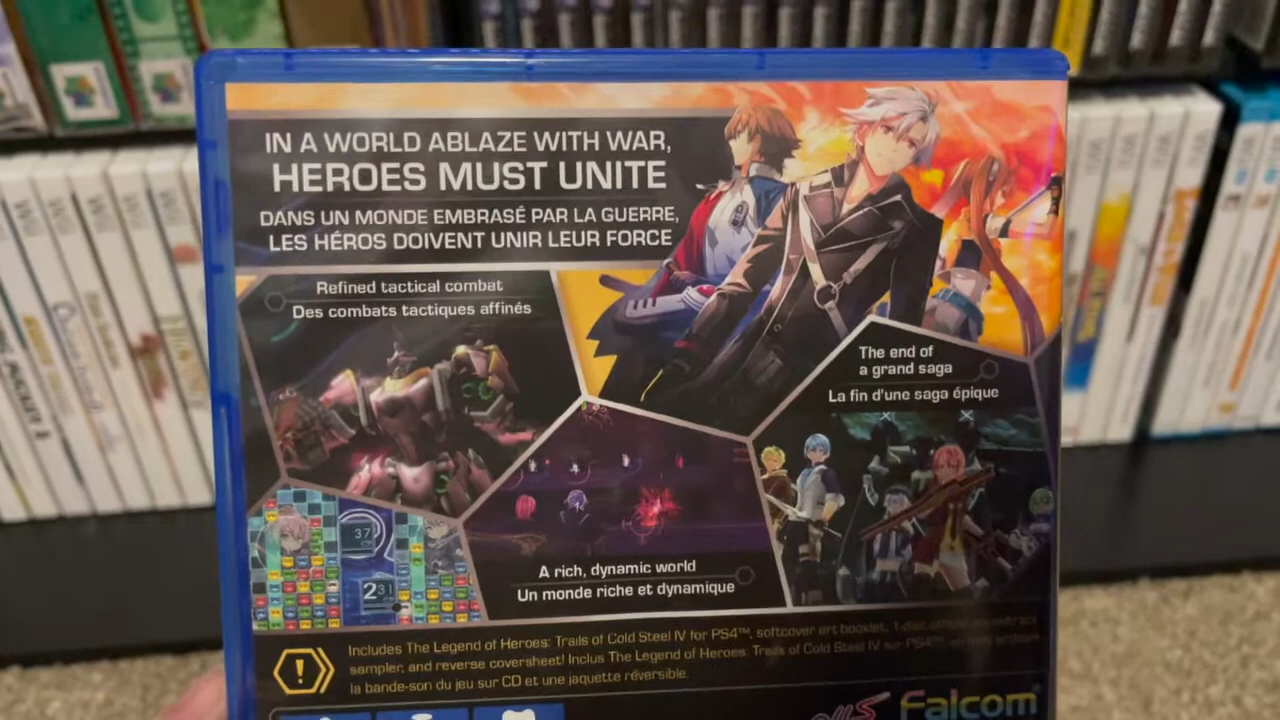 IN A WORLD ABLAZE WITH WAR,
HEROES MUST UNITE
DANS UN MONDE EMBRASÉ PAR LA GUERRE,
LES HÉROS DOIVENT UNIR LEUR FORCE
Refined tactical combat
Des combats tactiques affinés
The end of
a grand saga
La fin d'une saga épique
37
231
A rich, dynamic world
Un monde riche et dynamique
Includes The Legend of Heroes: Trails of Cold Steel IV for PS4™, softcover art booklet, 1-disc
sampler, and reverse coversheet! Inclus The Legend of Heroes: Trails of Cold Steel IV sur PS4™
la bande-son du jeu sur CD et une jaquette réversible.
Falcom